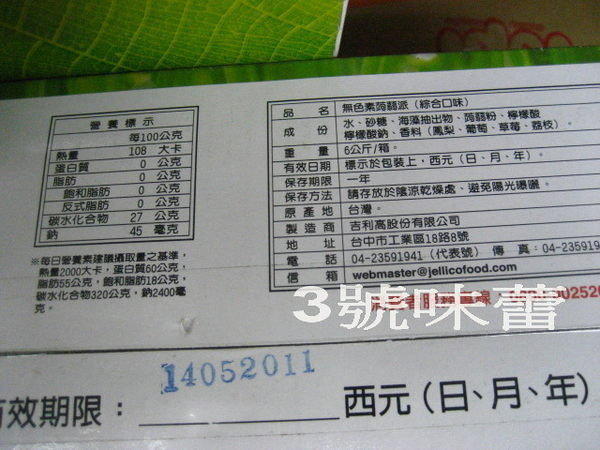 營養標示
每100公克
熱量 108 大卡
蛋白質 0 公克
脂肪 0 公克
飽和脂肪 0 公克
反式脂肪 0 公克
碳水化合物 27 公克
鈉 45 毫克
※每日營養素建議攝取量之基準,
熱量2000大卡,蛋白質60公克,
脂肪55公克,飽和脂肪18公克,
碳水化合物320公克,鈉2400毫
克。
品名 無色素蒟蒻派(綜合口味)
成份 水、砂糖、海藻抽出物、蒟蒻粉、檸檬酸
檸檬酸鈉、香料(鳳梨、葡萄、草莓、荔枝)。
重量 6公斤/箱。
有效日期 標示於包裝上,西元(日、月、年)。
保存期限 一年
保存方法 請存放於陰涼乾燥處、避免陽光曝曬。
原產地 台灣。
製造商 吉利高股份有限公司
地址 台中市工業區18路8號
電話 04-23591941(代表號) 傳真:04-23591
信箱 webmaster@jellicofood.com
3號味蕾
14052011
有效期限: 西元(日、月、年)